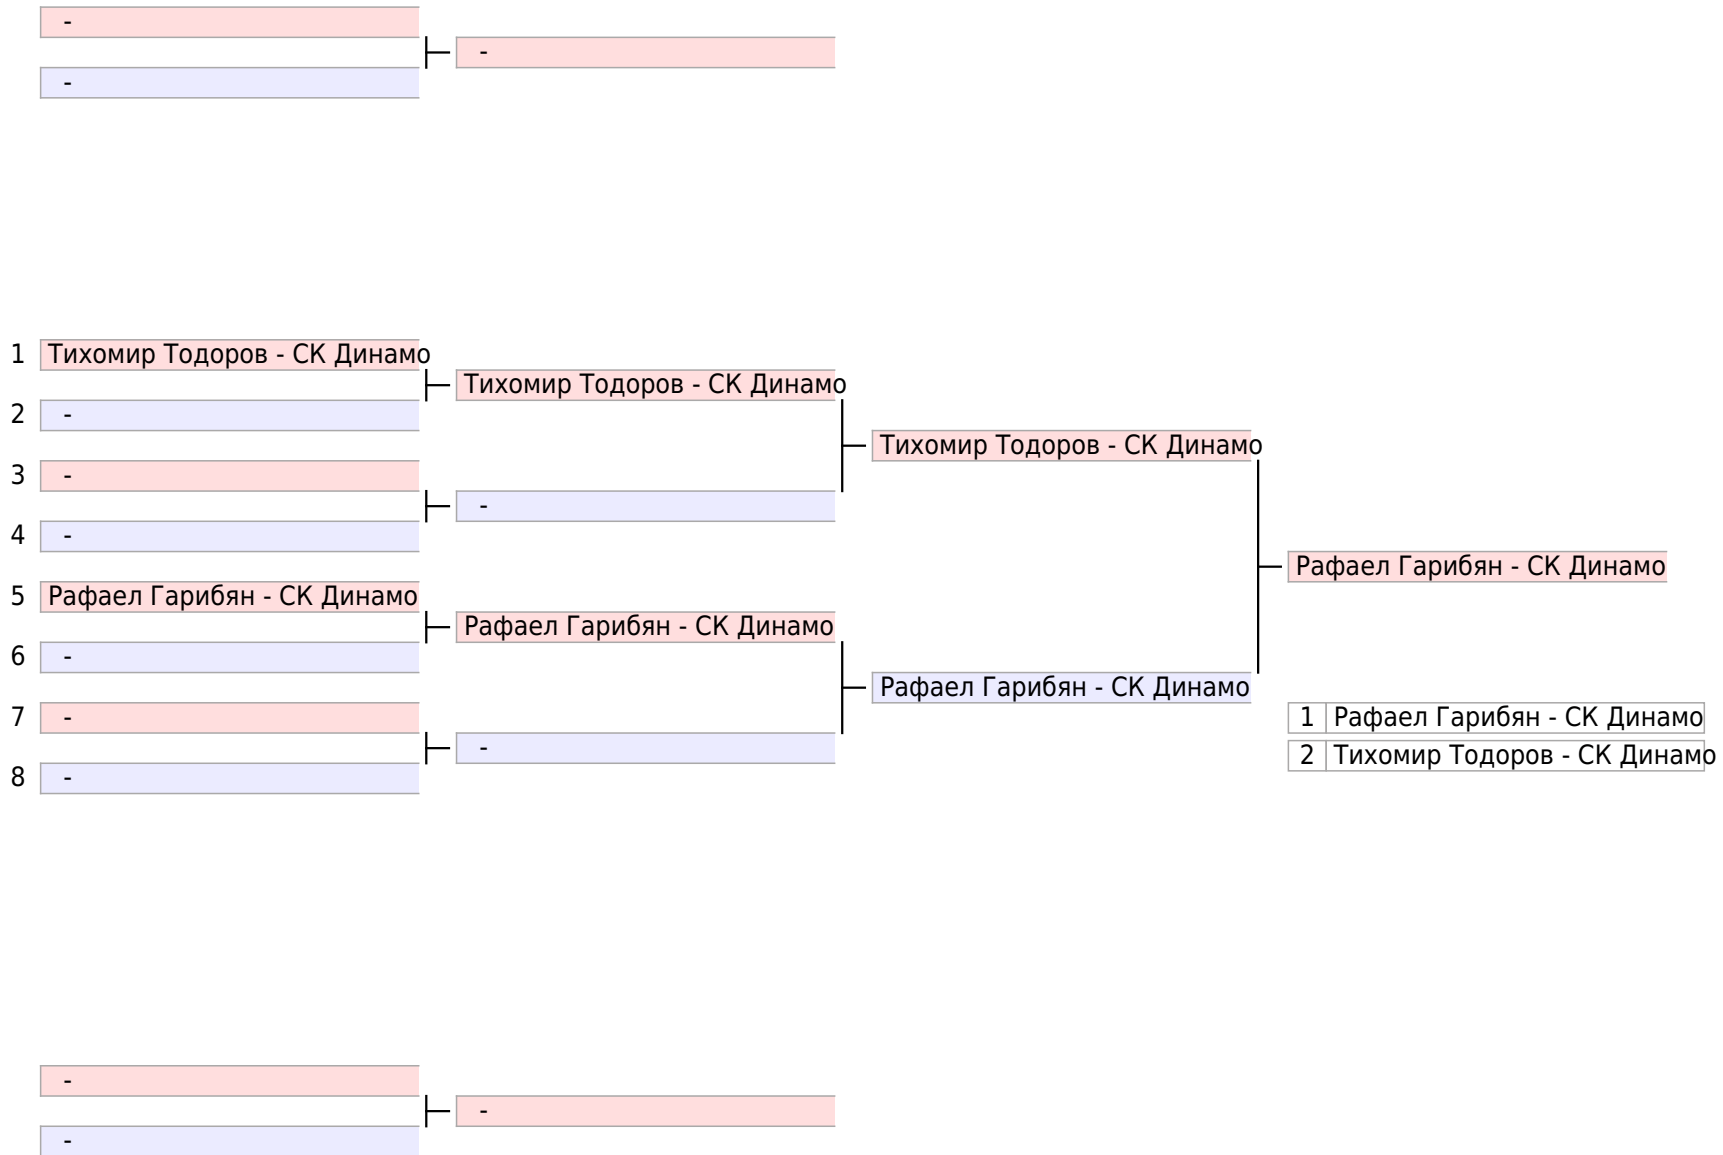 -
-
-
1 Тихомир Тодоров - СК Динамо
Тихомир Тодоров - СК Динамо
2 -
Тихомир Тодоров - СК Динамо
3 -
-
4 -
Рафаел Гарибян - СК Динамо
5 Рафаел Гарибян - СК Динамо
Рафаел Гарибян - СК Динамо
6 -
Рафаел Гарибян - СК Динамо
7 -
1 Рафаел Гарибян - СК Динамо
-
2 Тихомир Тодоров - СК Динамо
8 -
-
-
-